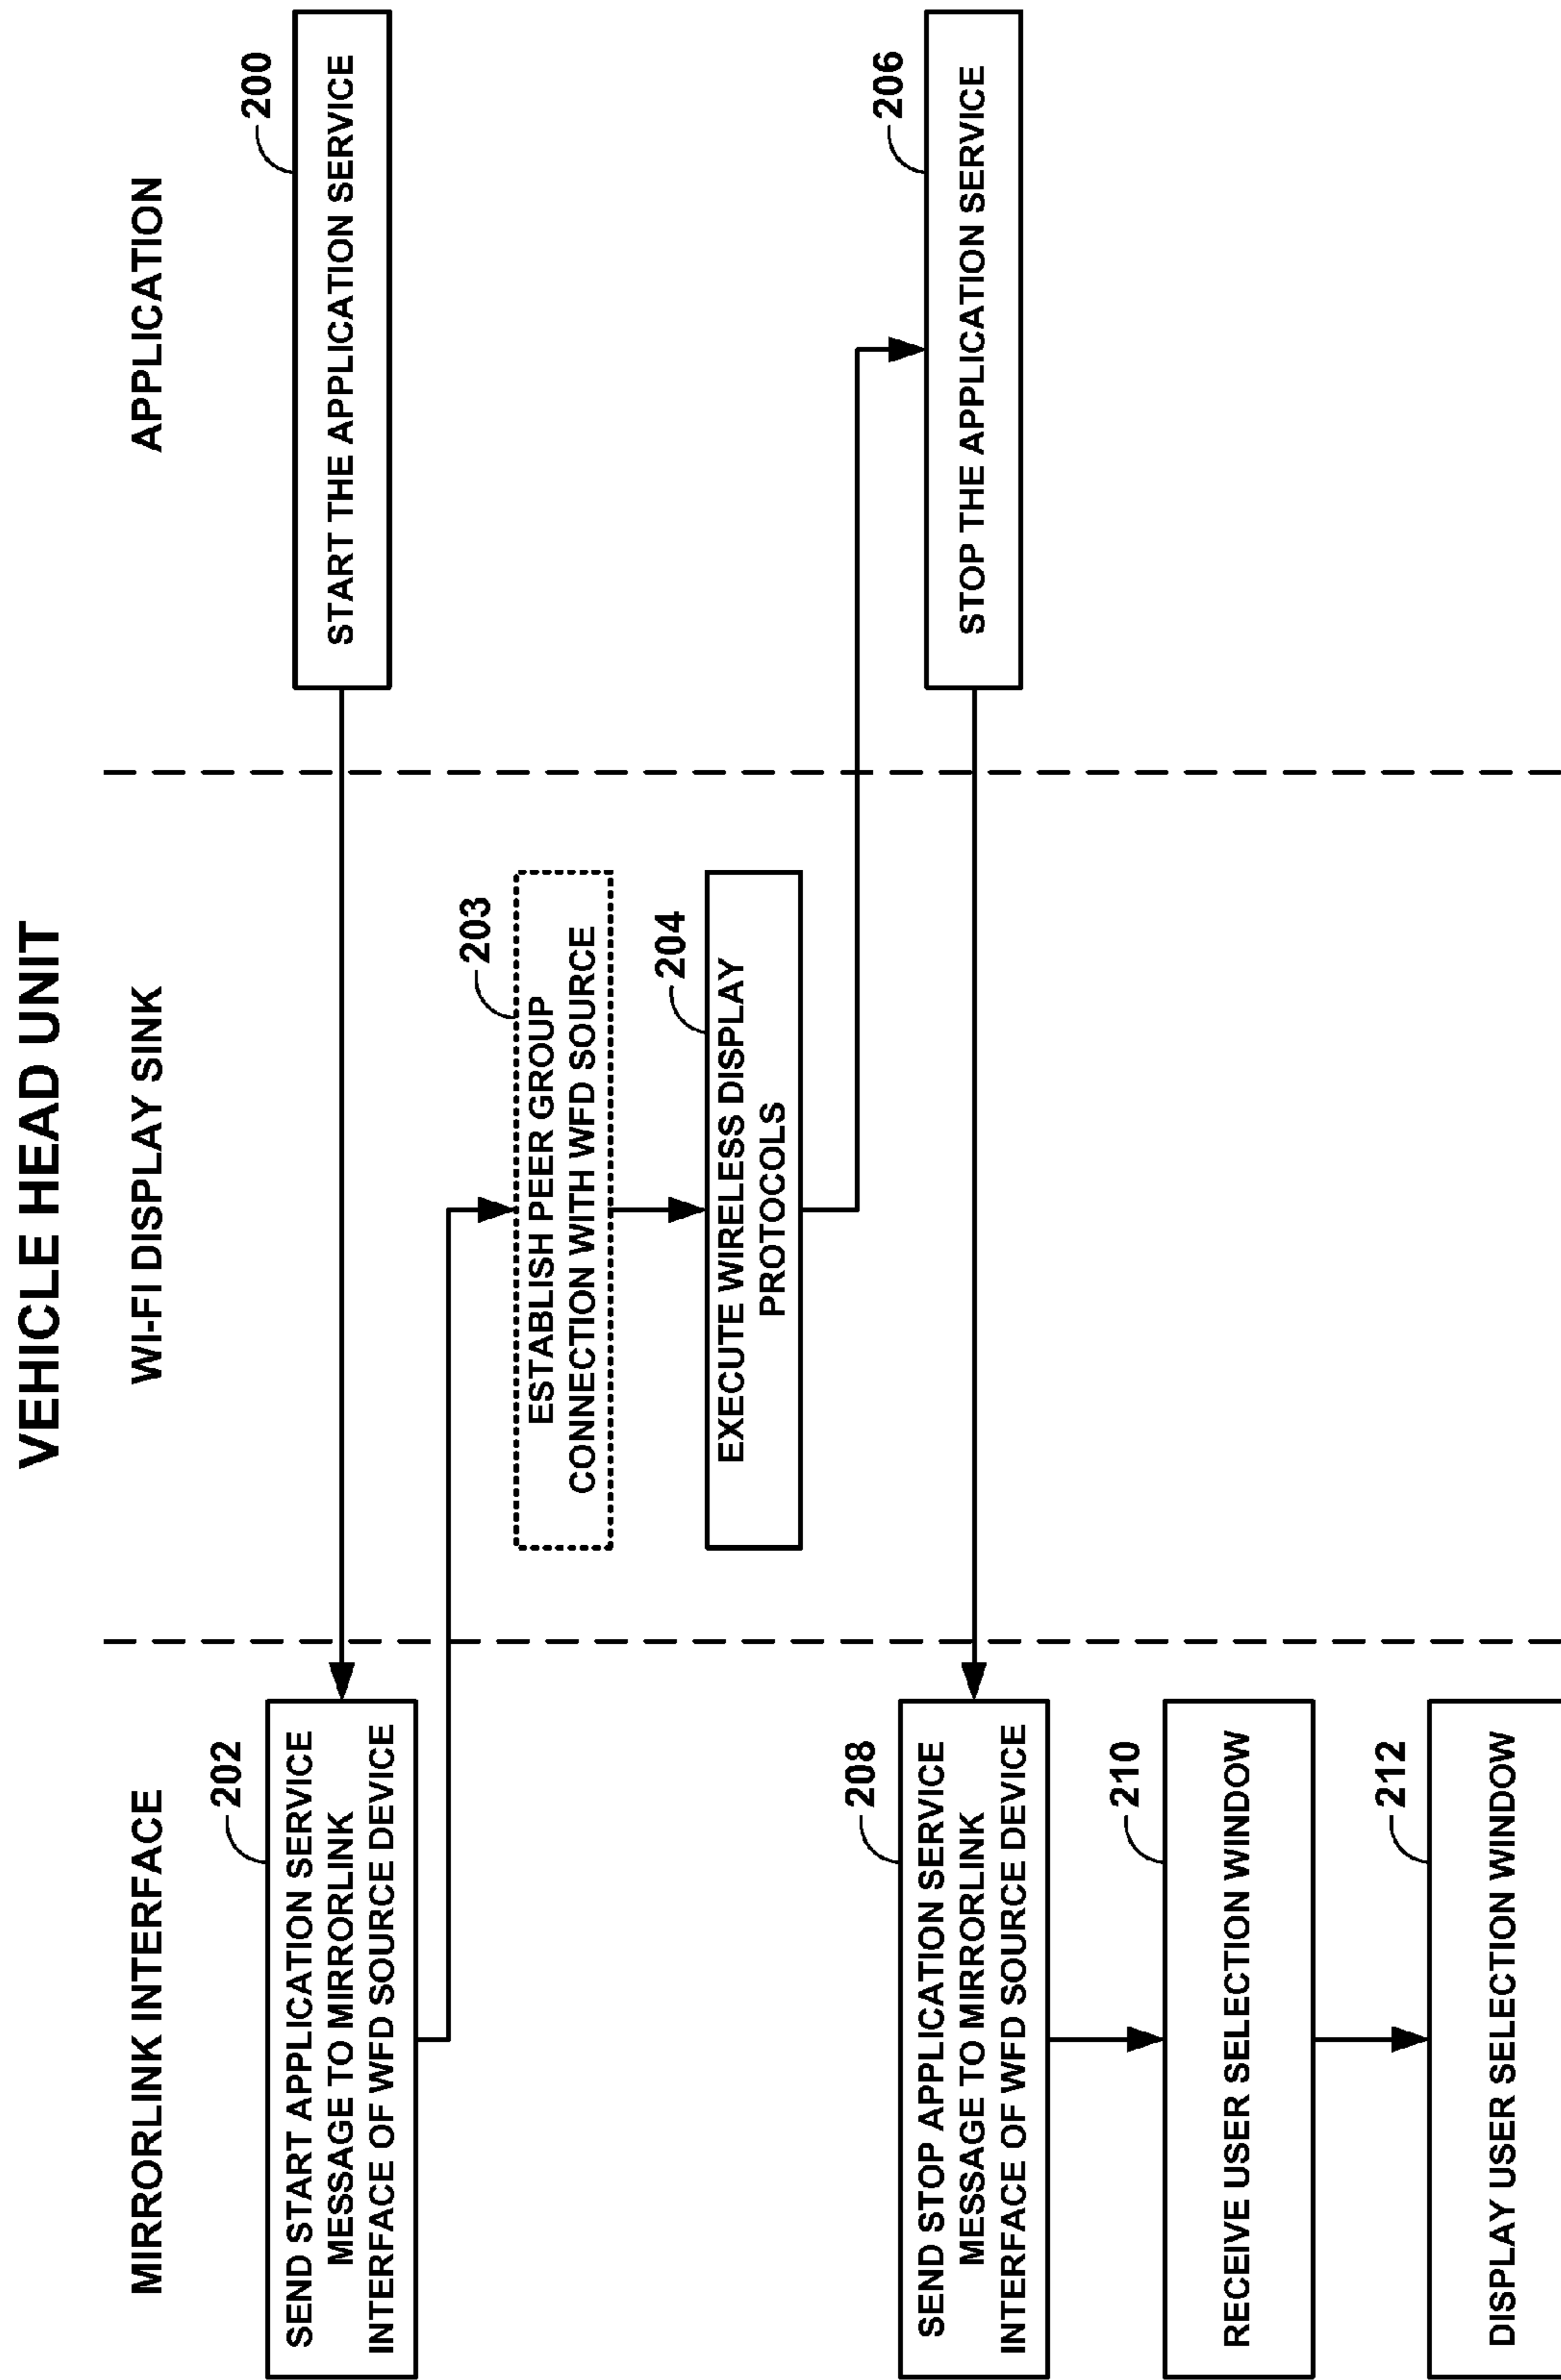 VEHICLE HEAD UNIT
MIRRORLINK INTERFACE
WI-FI DISPLAY SINK
APPLICATION
200
START THE APPLICATION SERVICE
202
SEND START APPLICATION SERVICE
MESSAGE TO MIRRORLINK
INTERFACE OF WFD SOURCE DEVICE
203
ESTABLISH PEER GROUP
CONNECTION WITH WFD SOURCE
204
EXECUTE WIRELESS DISPLAY
PROTOCOLS
206
STOP THE APPLICATION SERVICE
208
SEND STOP APPLICATION SERVICE
MESSAGE TO MIRRORLINK
INTERFACE OF WFD SOURCE DEVICE
210
RECEIVE USER SELECTION WINDOW
212
DISPLAY USER SELECTION WINDOW